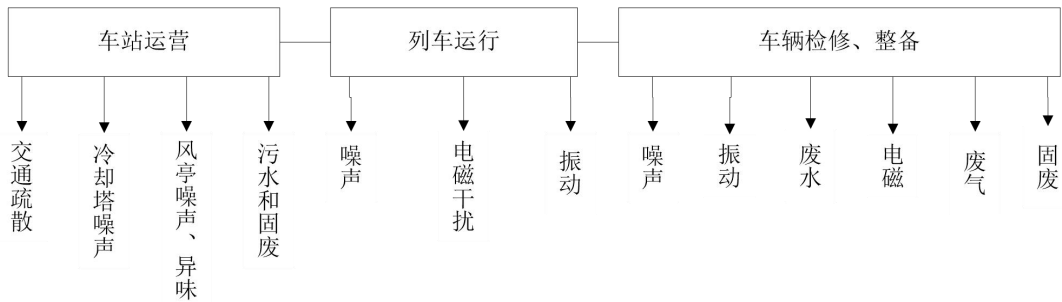 车站运营
列车运行
车辆检修、整备
交通疏散
冷却塔噪声
风亭噪声、异味
污水和固废
噪声
电磁干扰
振动
噪声
振动
废水
电磁
废气
固废